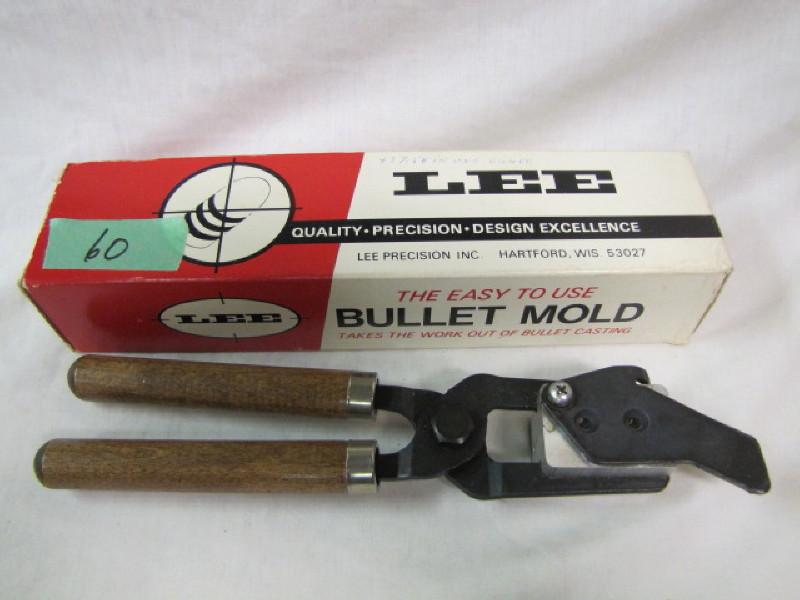 LEE
QUALITY • PRECISION • DESIGN EXCELLENCE
LEE PRECISION INC. HARTFORD, WIS. 53027
60
LEE
THE EASY TO USE
BULLET MOLD
TAKES THE WORK OUT OF BULLET CASTING